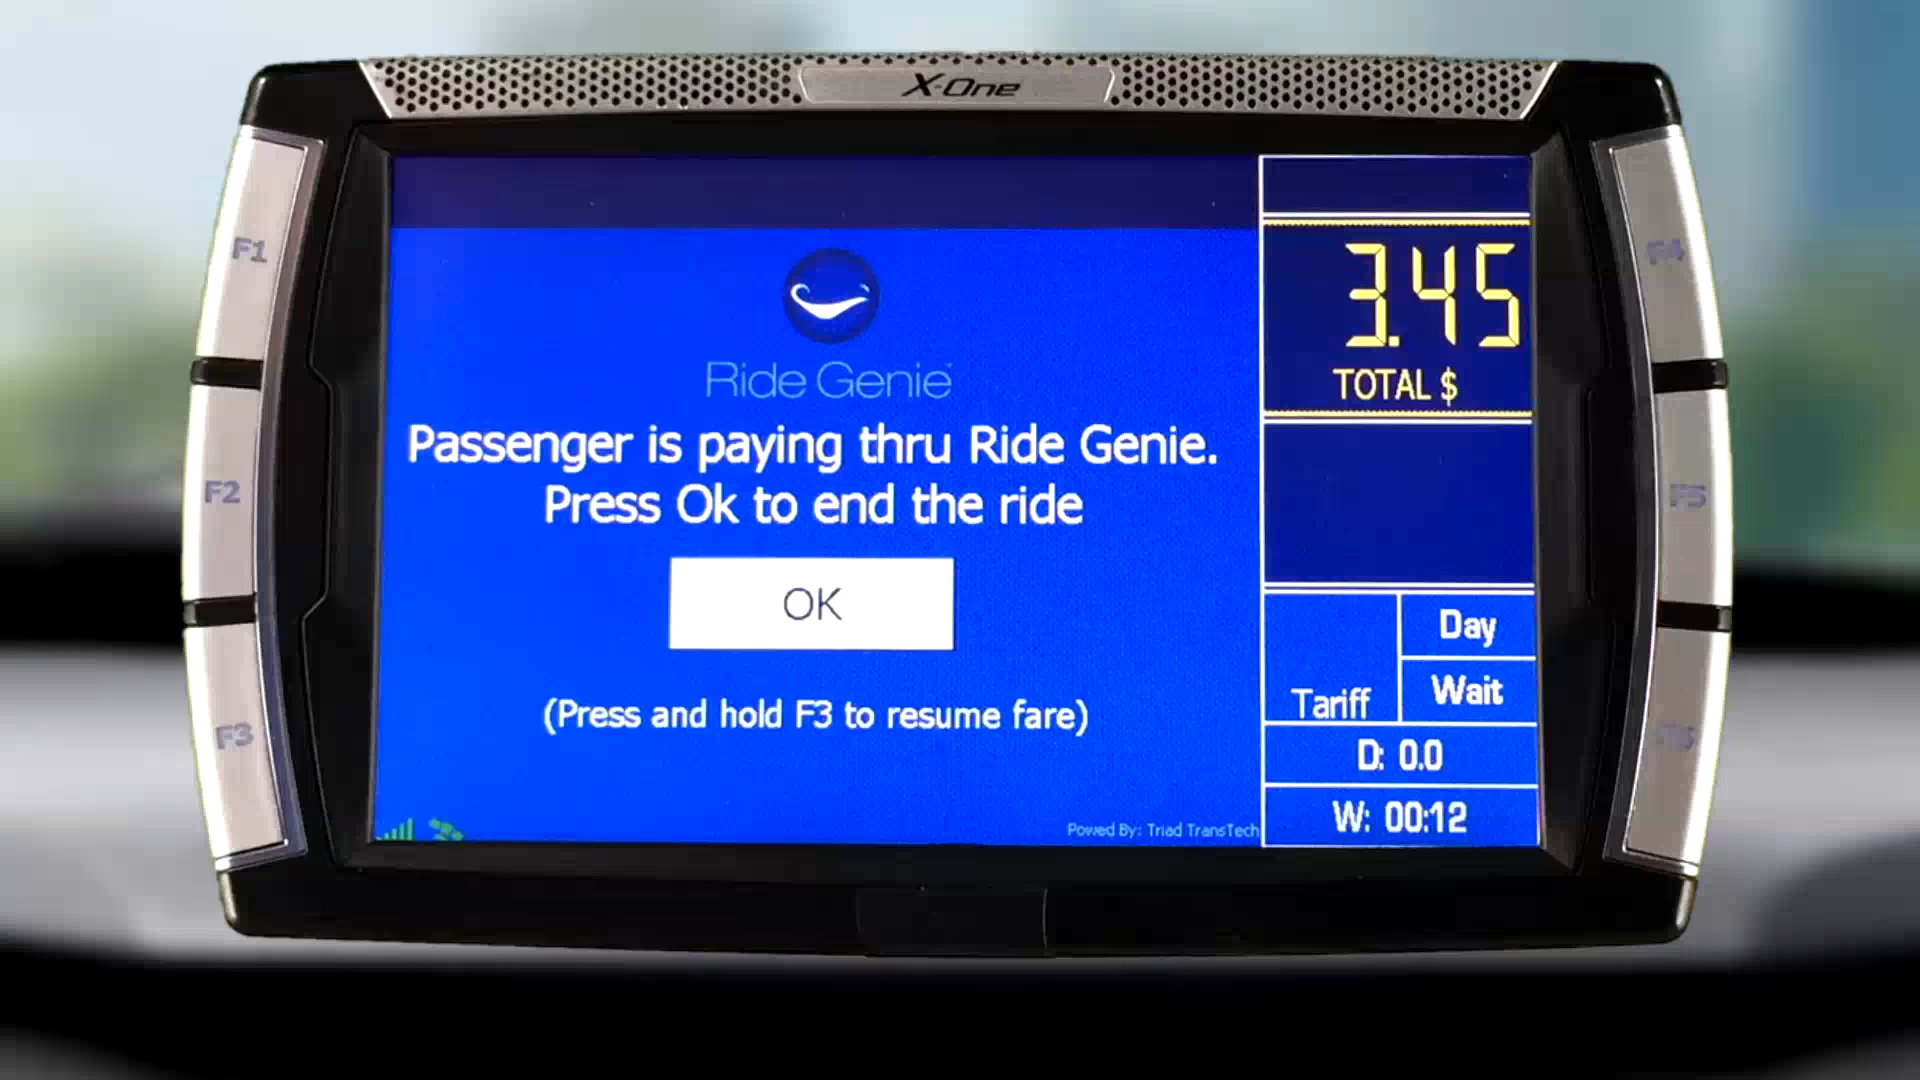 X-One
F1
F2
F3
F4
F5
Ride Genie
Passenger is paying thru Ride Genie.
Press Ok to end the ride
OK
(Press and hold F3 to resume fare)
Powed By: Triad TransTech
3.45
TOTAL $
Day
Tariff
Wait
D: 0.0
W: 00:12